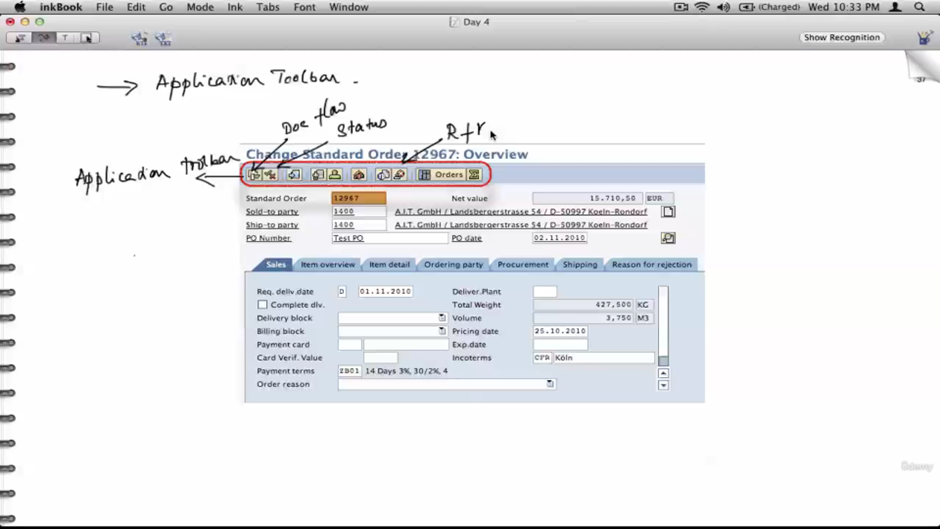 inkBook File Edit View Mode Ink Tabs Font Window (Charged) Wed 10:33 PM
Day 4
T Show Recognition
37
→ Application Toolbar .
Doc flow
Status
R + r
Application Toolbar
Change Standard Order 12967: Overview
Orders
Standard Order 12967 Net value 15.710,50 EUR
Sold-to party 1400 A.I.T. GmbH / Landsbergerstrasse 54 / D-50997 Koeln-Rondorf
Ship-to party 1400 A.I.T. GmbH / Landsbergerstrasse 54 / D-50997 Koeln-Rondorf
PO Number Test PO PO date 02.11.2010
Sales Item overview Item detail Ordering party Procurement Shipping Reason for rejection
Req. deliv.date D 01.11.2010 Deliver.Plant
Complete dlv. Total Weight 427,500 KG
Delivery block Volume 3,750 M3
Billing block Pricing date 25.10.2010
Payment card Exp.date
Card Verif. Value Incoterms CFR Köln
Payment terms ZB01 14 Days 3%, 30/2%, 4
Order reason
Udemy